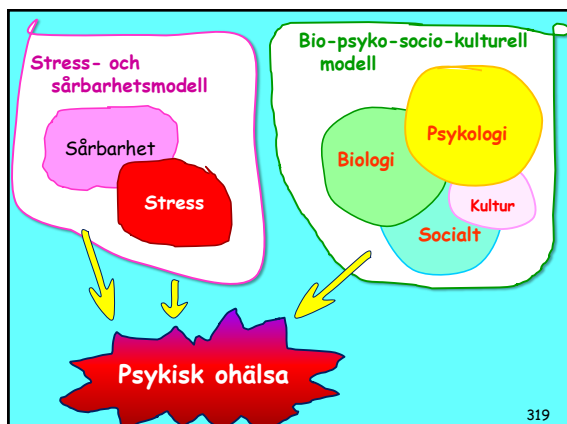 Stress- och
sårbarhetsmodell
Sårbarhet
Stress
Bio-psyko-socio-kulturell
modell
Psykologi
Biologi
Kultur
Socialt
Psykisk ohälsa
319